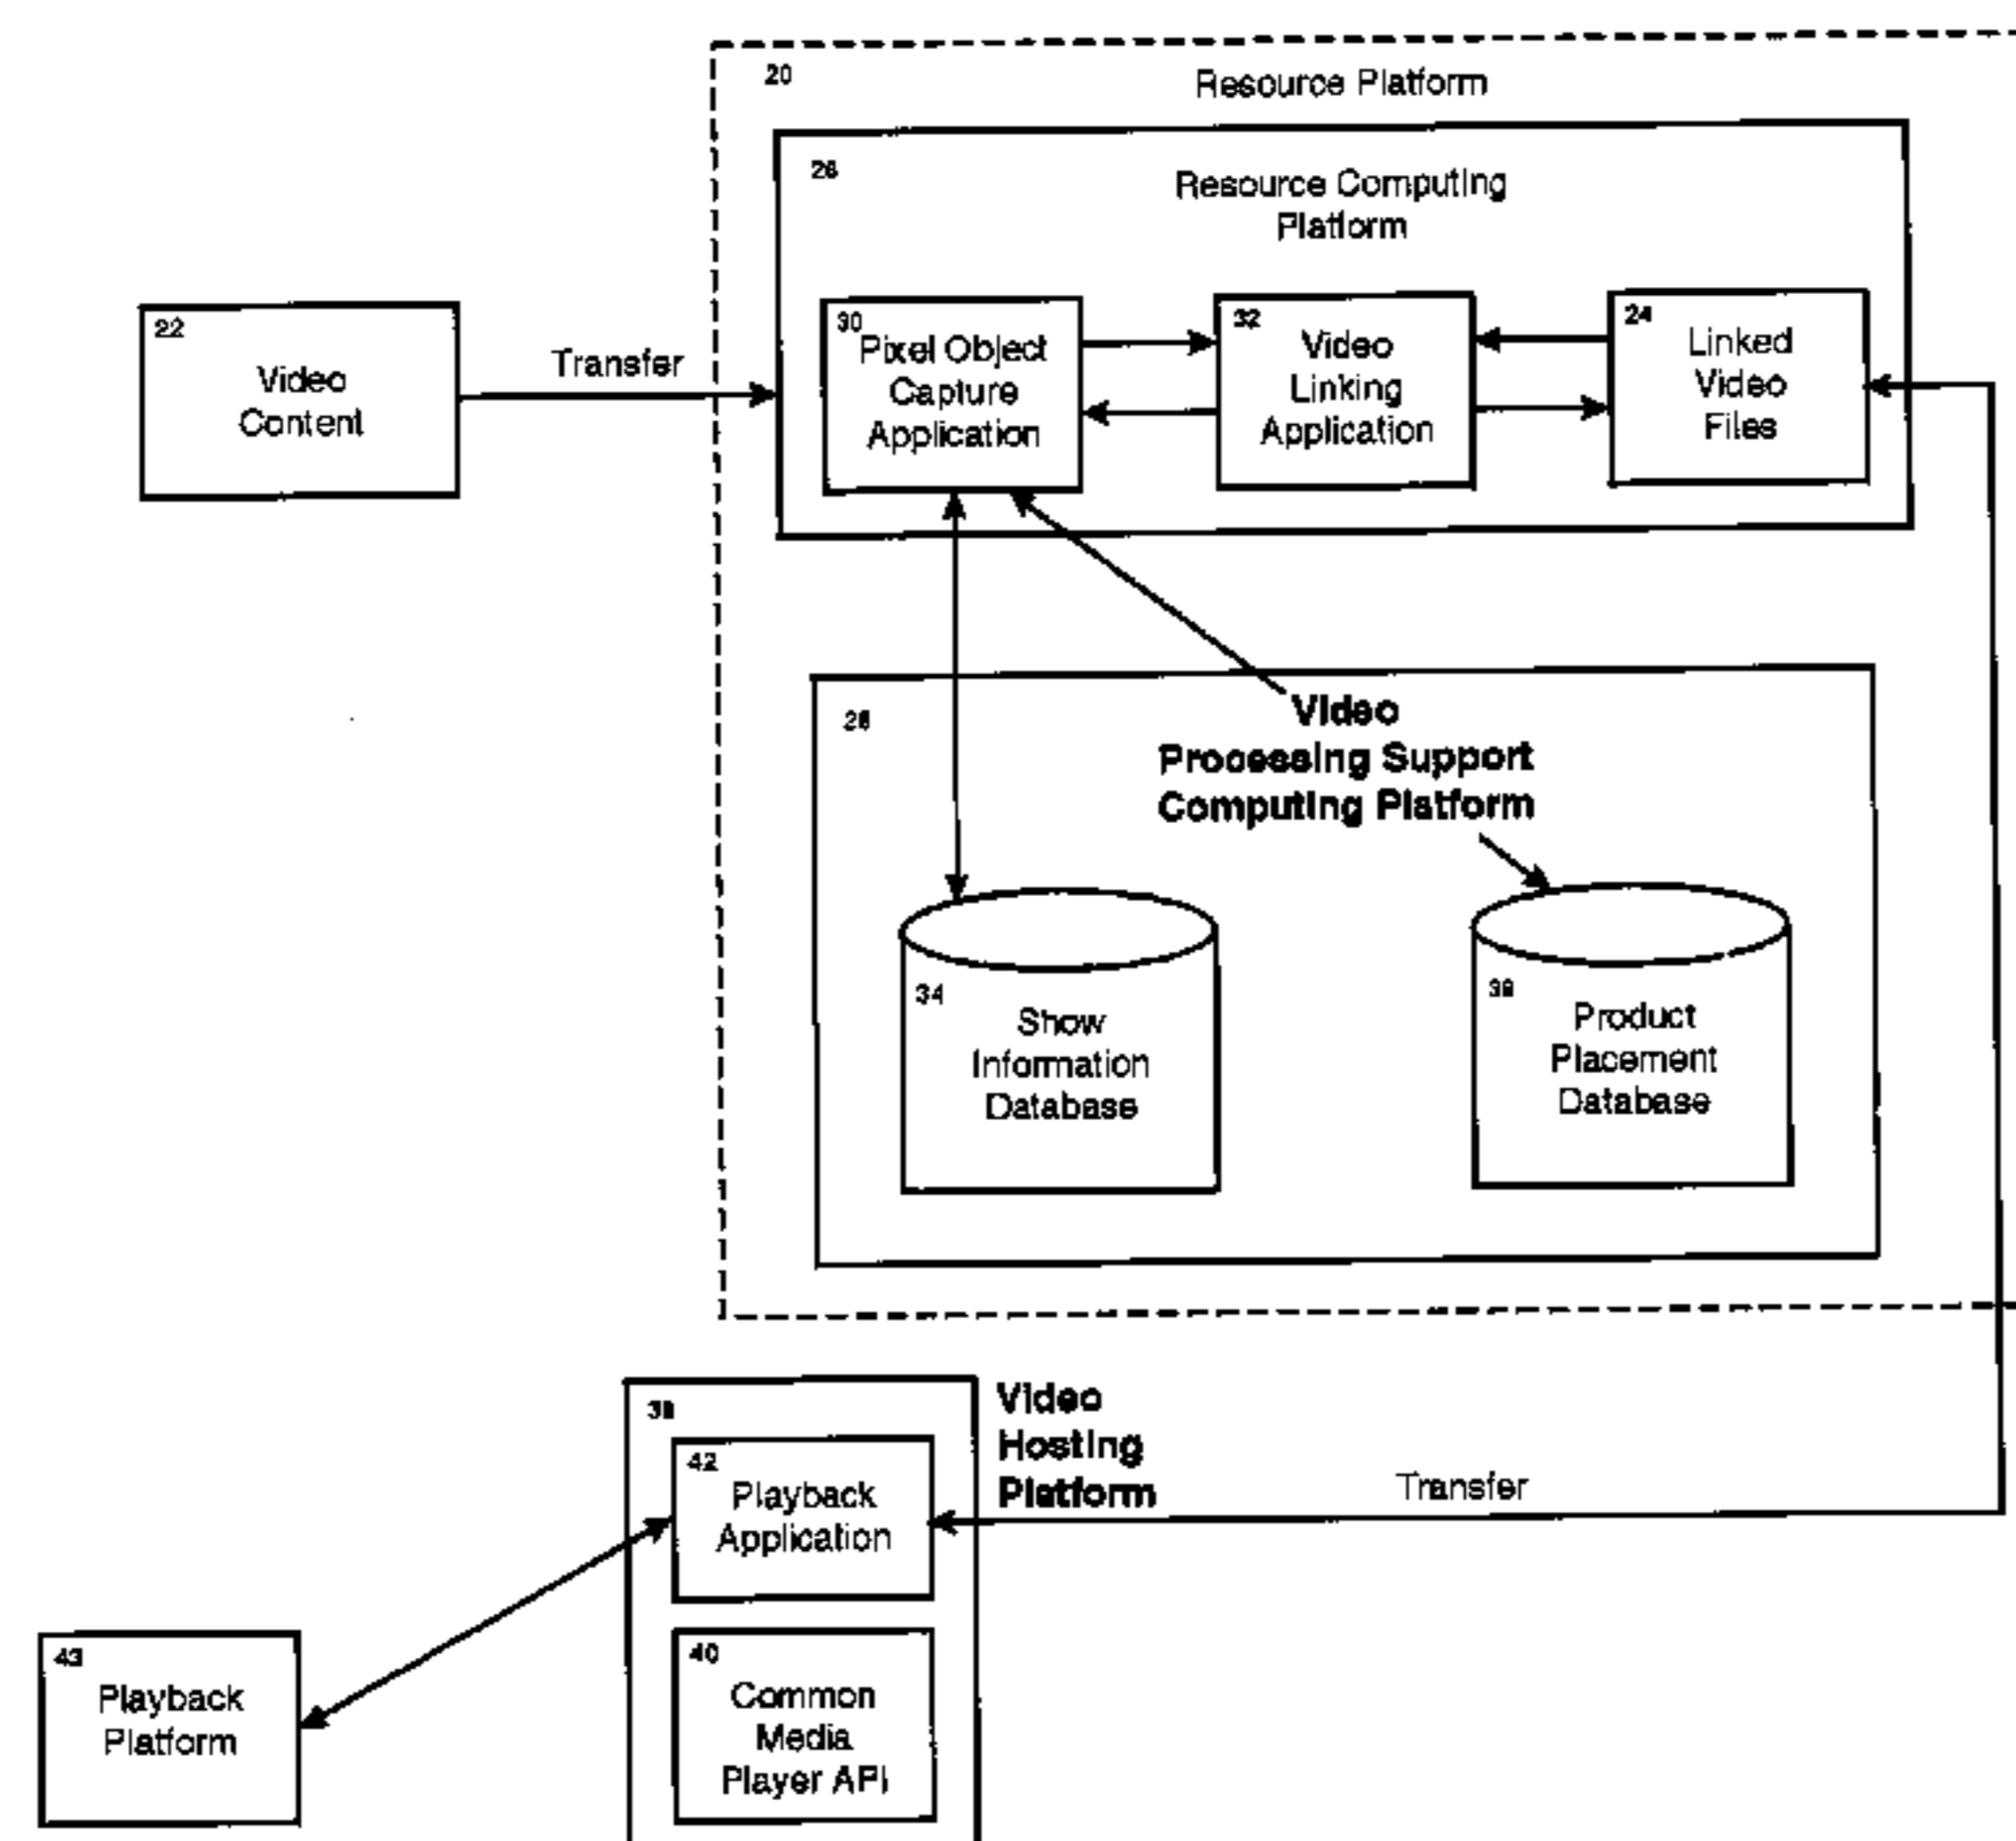 20
Resource Platform
26
Resource Computing
Platform
22
Video
Content
Transfer
30
Pixel Object
Capture
Application
32
Video
Linking
Application
24
Linked
Video
Files
Video
Processing Support
Computing Platform
34
Show
Information
Database
Product
Placement
Database
Video
Hosting
Platform
42
Playback
Application
Transfer
43
Playback
Platform
40
Common
Media
Player API